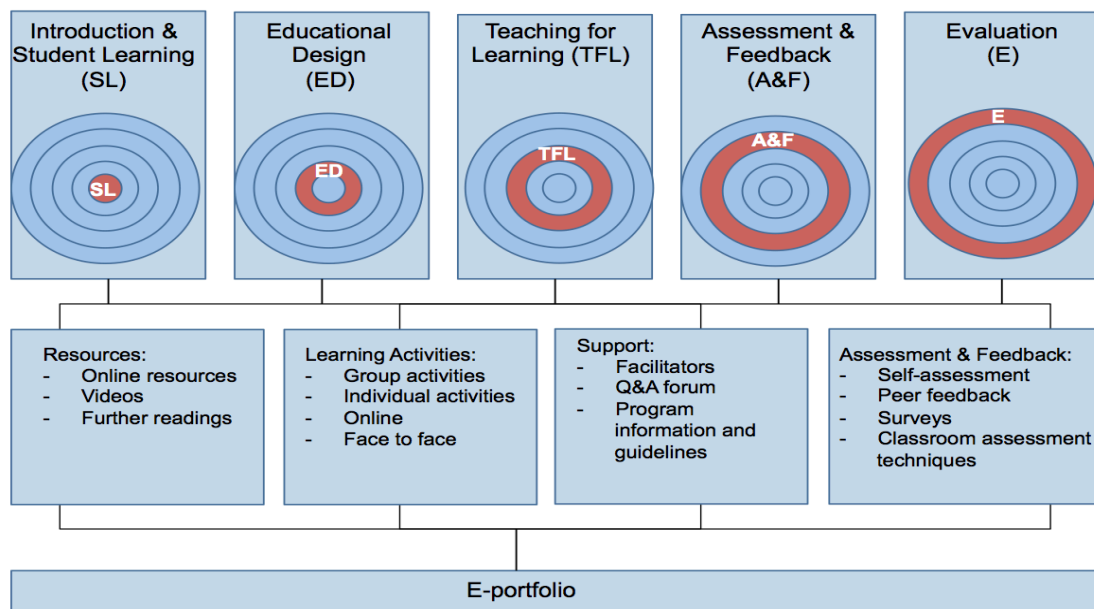 Introduction &
Student Learning
(SL)
Educational
Design
(ED)
Teaching for
Learning (TFL)
Assessment &
Feedback
(A&F)
Evaluation
(E)
SL
ED
TFL
A&F
E
Resources:
- Online resources
- Videos
- Further readings
Learning Activities:
- Group activities
- Individual activities
- Online
- Face to face
Support:
- Facilitators
- Q&A forum
- Program
information and
guidelines
Assessment & Feedback:
- Self-assessment
- Peer feedback
- Surveys
- Classroom assessment
techniques
E-portfolio